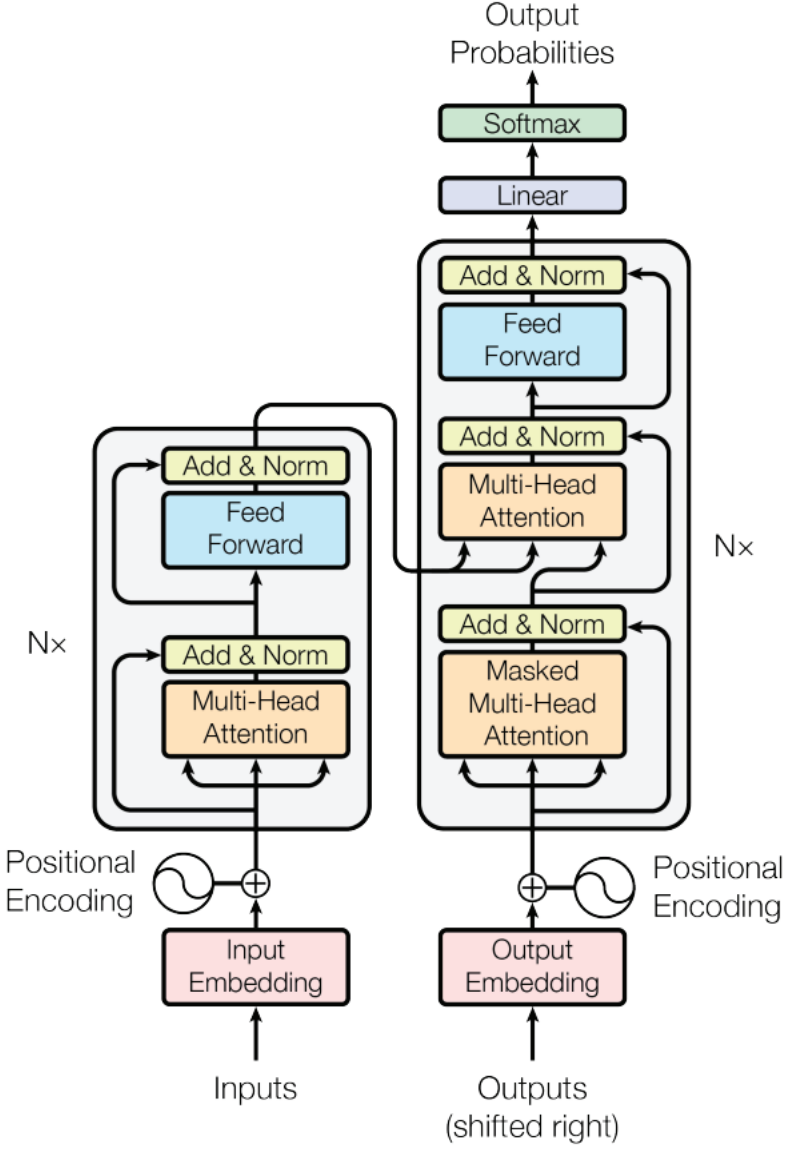 Output
Probabilities
Softmax
Linear
Add & Norm
Feed
Forward
Add & Norm
Multi-Head
Attention
Nx
Add & Norm
Masked
Multi-Head
Attention
Add & Norm
Feed
Forward
Nx
Add & Norm
Multi-Head
Attention
Positional
Encoding
Positional
Encoding
Input
Embedding
Output
Embedding
Inputs
Outputs
(shifted right)